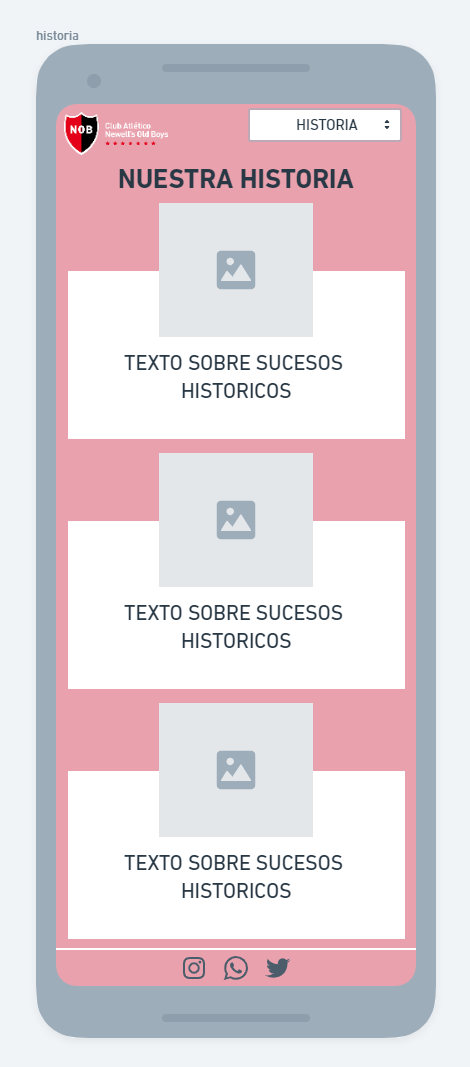 historia
NOB
Club Atlético
Newell's Old Boys
HISTORIA
NUESTRA HISTORIA
TEXTO SOBRE SUCESOS
HISTORICOS
TEXTO SOBRE SUCESOS
HISTORICOS
TEXTO SOBRE SUCESOS
HISTORICOS